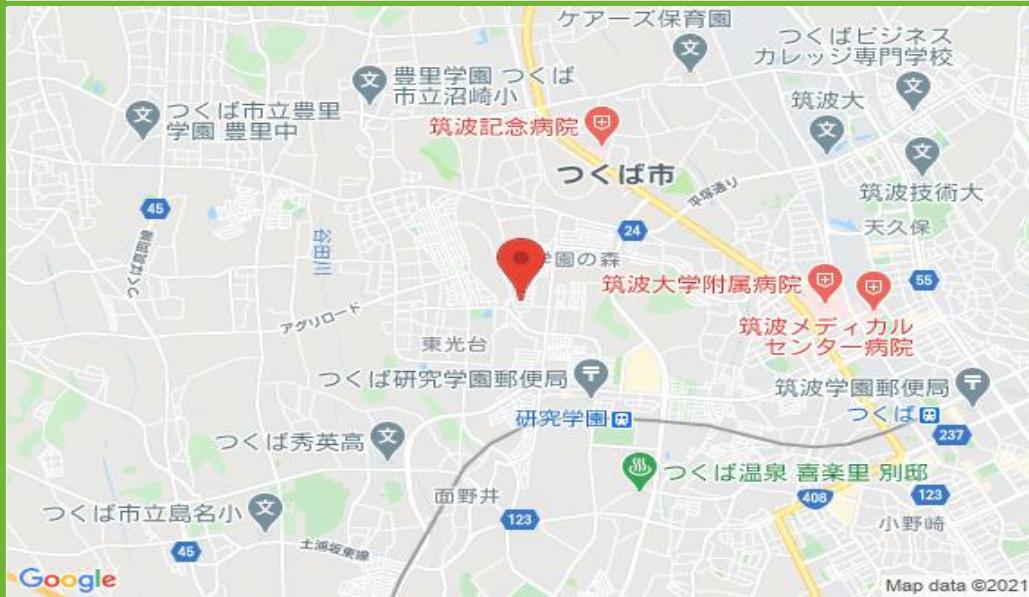 ケアーズ保育園
つくばビジネス
カレッジ専門学校
豊里学園 つくば
市立沼崎小
つくば市立豊里
学園 豊里中
筑波記念病院
筑波大
つくば市
筑波技術大
平塚通り
天久保
45
24
谷田川
学園の森
筑波大学附属病院
55
アグリロード
筑波メディカル
センター病院
東光台
つくば研究学園郵便局
筑波学園郵便局
研究学園
つくば
237
つくば秀英高
つくば温泉 喜楽里 別邸
面野井
408
123
つくば市立島名小
123
小野崎
45
土浦坂東線
Google
Map data ©2021